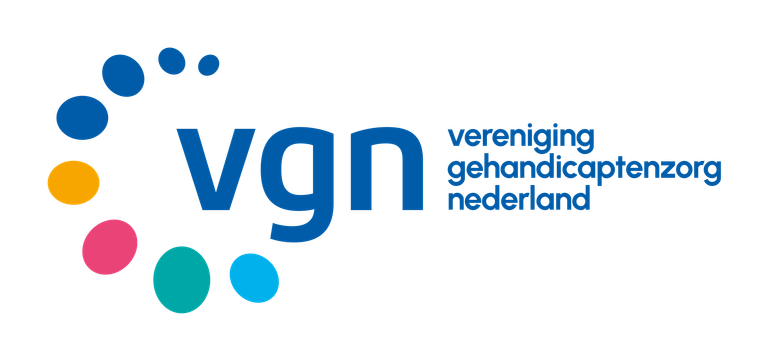 vgn
vereniging
gehandicaptenzorg
nederland